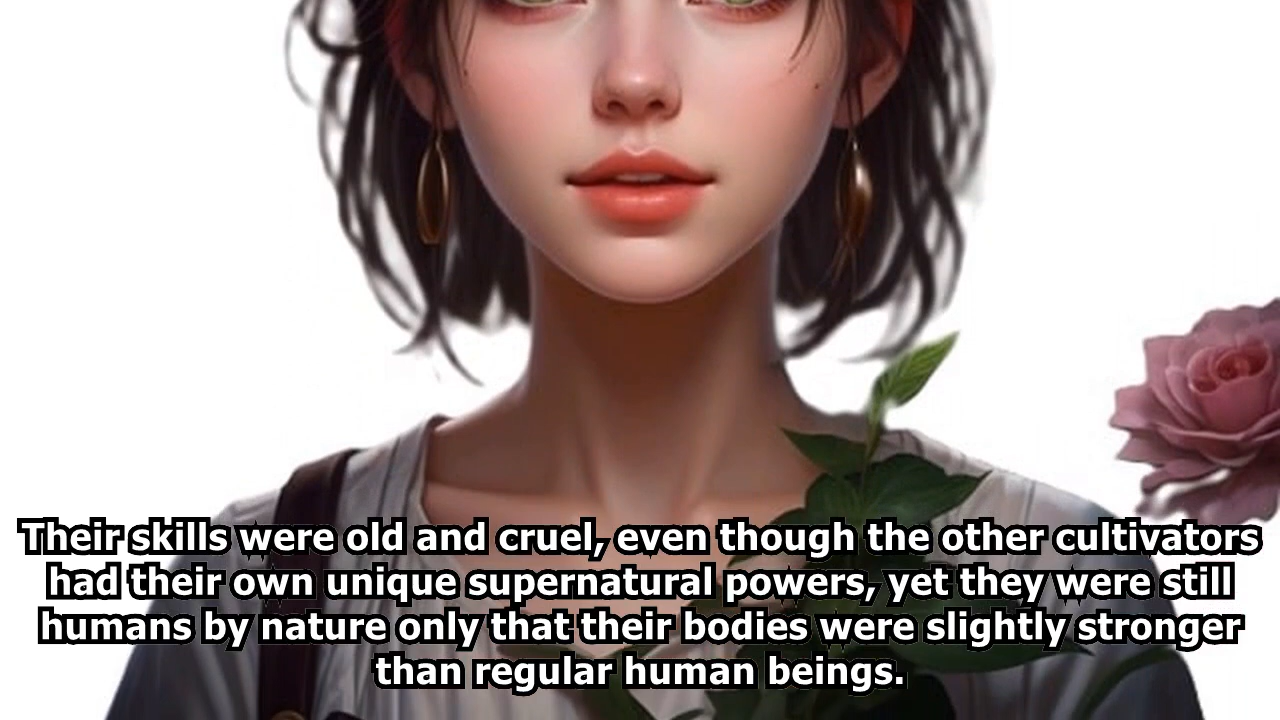 Their skills were old and cruel, even though the other cultivators
had their own unique supernatural powers, yet they were still
humans by nature only that their bodies were slightly stronger
than regular human beings.